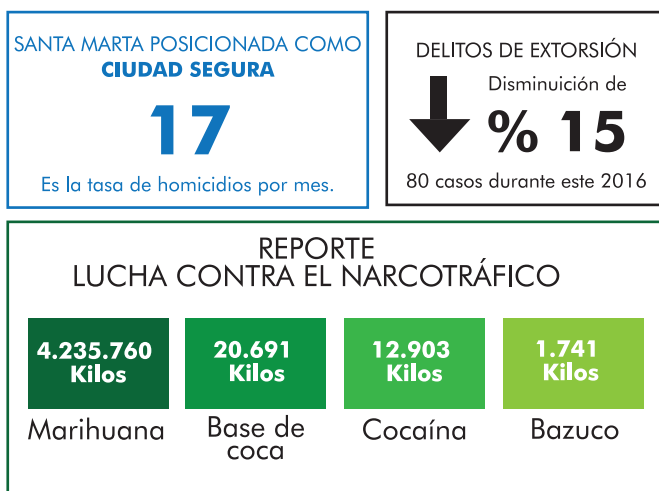 SANTA MARTA POSICIONADA COMO
CIUDAD SEGURA
17
Es la tasa de homicidios por mes.
DELITOS DE EXTORSIÓN
Disminuición de
% 15
80 casos durante este 2016
REPORTE
LUCHA CONTRA EL NARCOTRÁFICO
4.235.760
Kilos
Marihuana
20.691
Kilos
Base de
coca
12.903
Kilos
Cocaína
1.741
Kilos
Bazuco